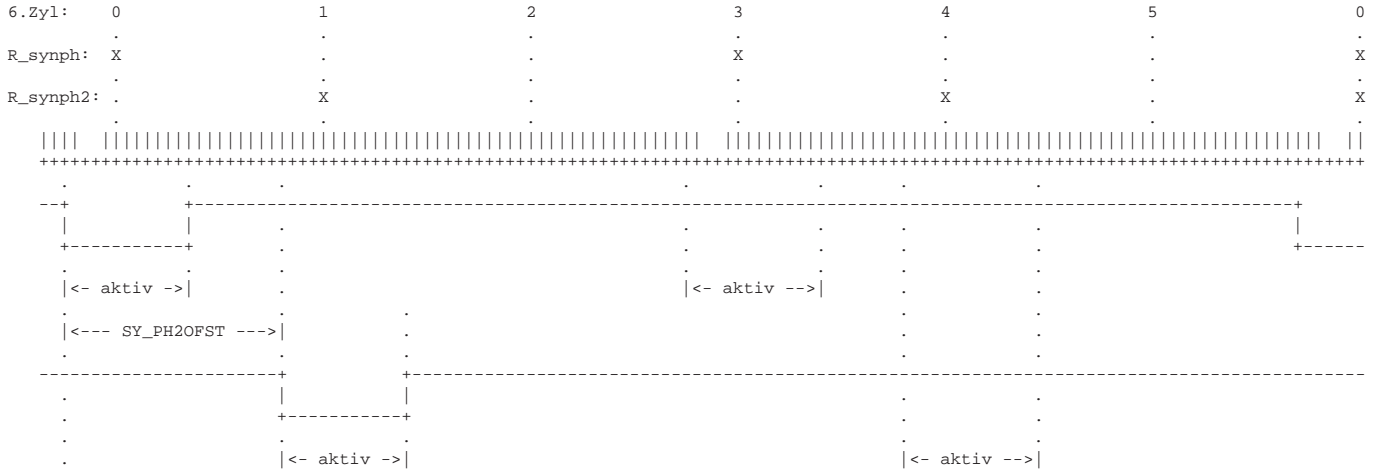 6.Zyl: 0 1 2 3 4 5 0
R_synph: X X X
R_synph2: X X X
|<- aktiv ->| |<- aktiv -->|
|<--- SY_PH2OFST --->|
|<- aktiv ->| |<- aktiv -->|